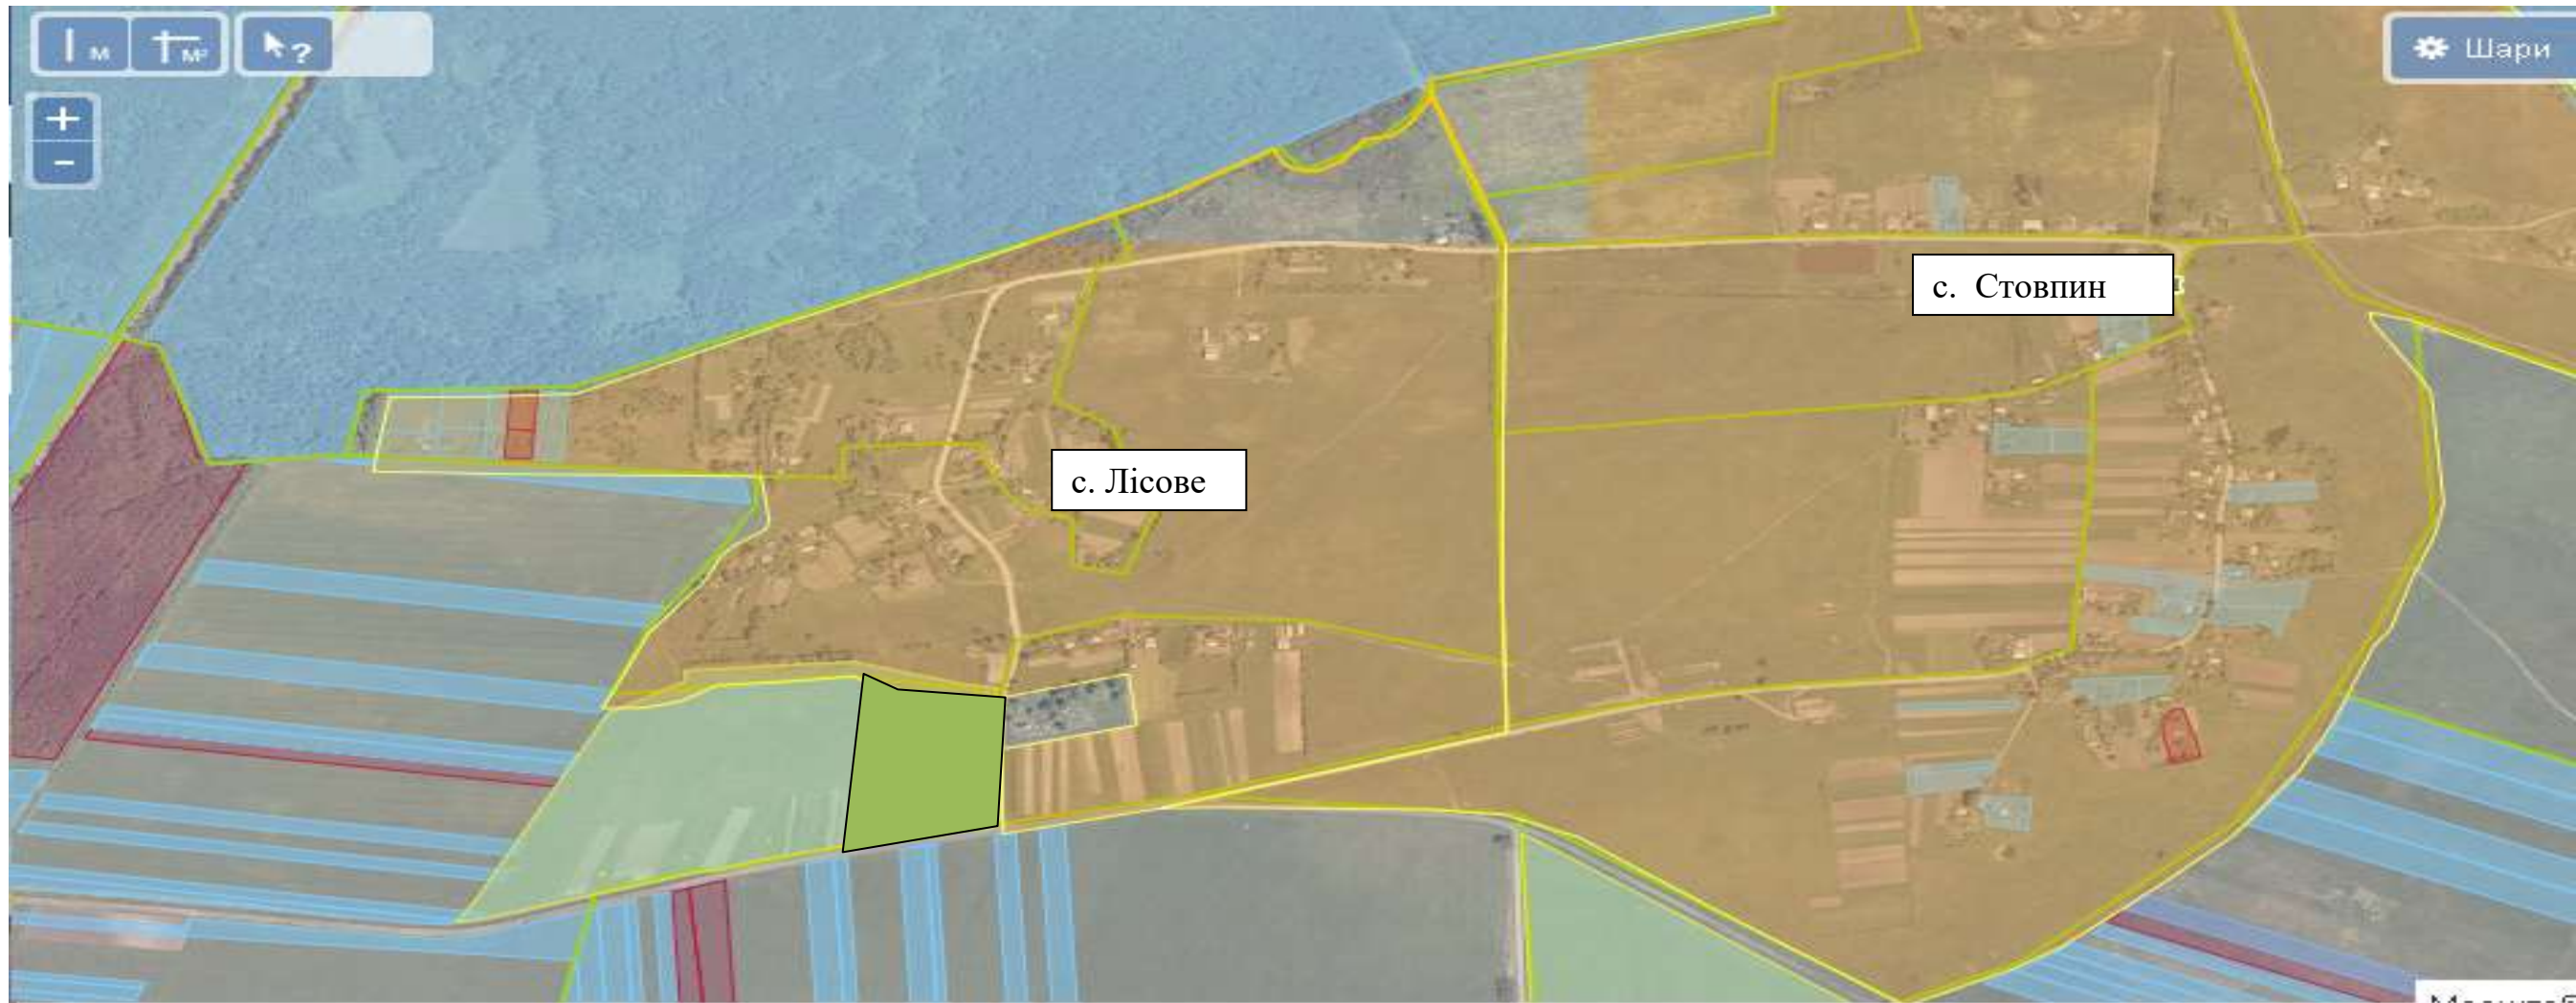 М
М²
?
Шари
+
−
с. Стовпин
с. Лісове